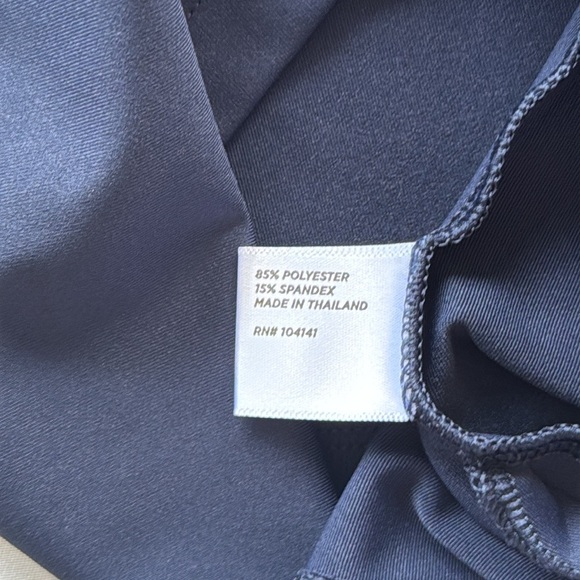 85% POLYESTER
15% SPANDEX
MADE IN THAILAND
RN# 104141